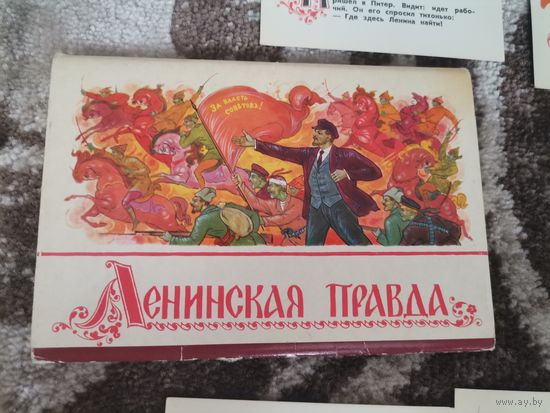 пришел в Питер. Видит: идет рабо-
чий. Он его спросил тихонько:
— Где здесь Ленина найти!
ЗА ВЛАСТЬ
СОВѢТОВЪ!
ЛЕНИНСКАЯ ПРАВДА
www.ay.by